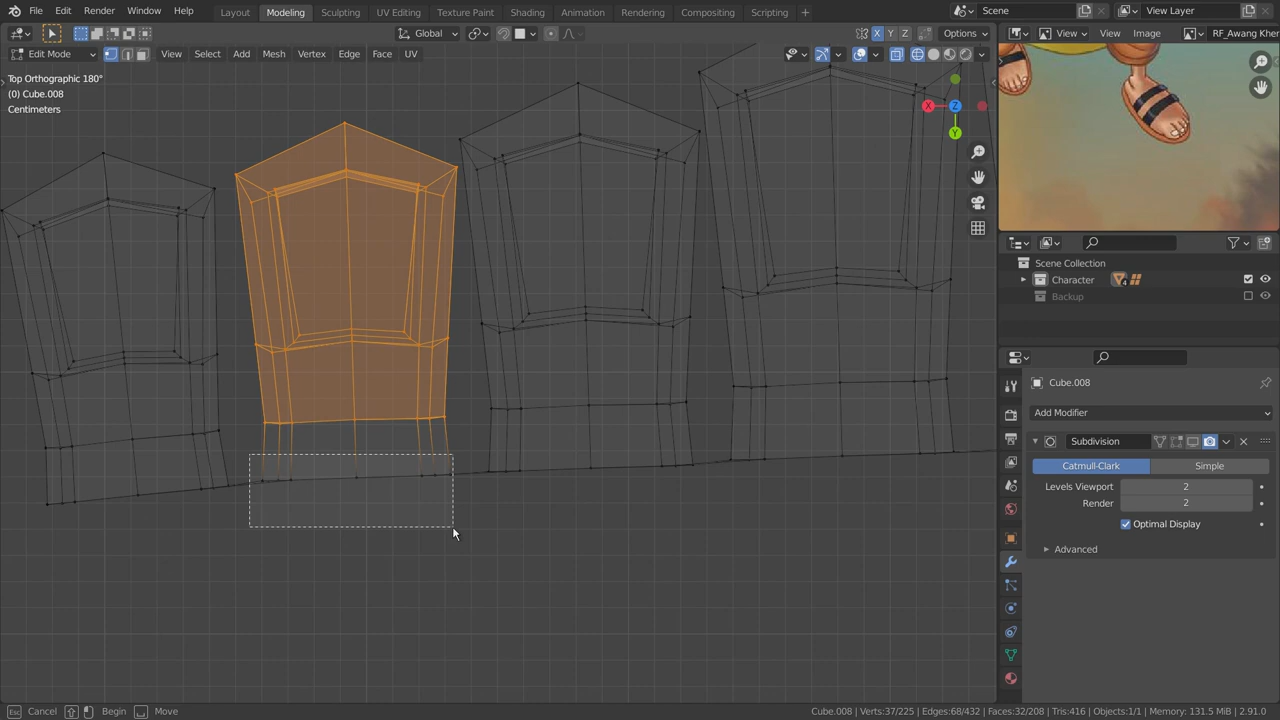 File Edit Render Window Help Layout Modeling Sculpting UV Editing Texture Paint Shading Animation Rendering Compositing Scripting + Scene View Layer
Global X Y Z Options View Image RF_Awang Kher
Edit Mode View Select Add Mesh Vertex Edge Face UV
Top Orthographic 180°
(0) Cube.008
Centimeters
X Z Y
Scene Collection
Character 4
Backup
Cube.008
Add Modifier
Subdivision
Catmull-Clark Simple
Levels Viewport 2
Render 2
Optimal Display
Advanced
Esc Cancel Begin Move Cube.008 | Verts:37/225 | Edges:68/432 | Faces:32/208 | Tris:416 | Objects:1/1 | Memory: 131.5 MiB | 2.91.0